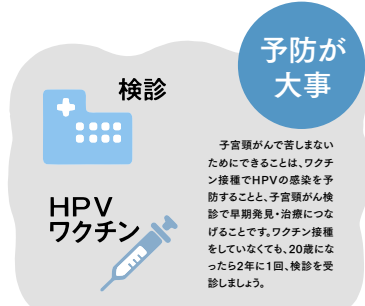 予防が
大事
検診
HPV
ワクチン
子宮頸がんで苦しまない
ためにできることは、ワクチ
ン接種でHPVの感染を予
防することと、子宮頸がん検
診で早期発見・治療につな
げることです。ワクチン接種
をしていなくても、20歳にな
ったら2年に1回、検診を受
診しましょう。